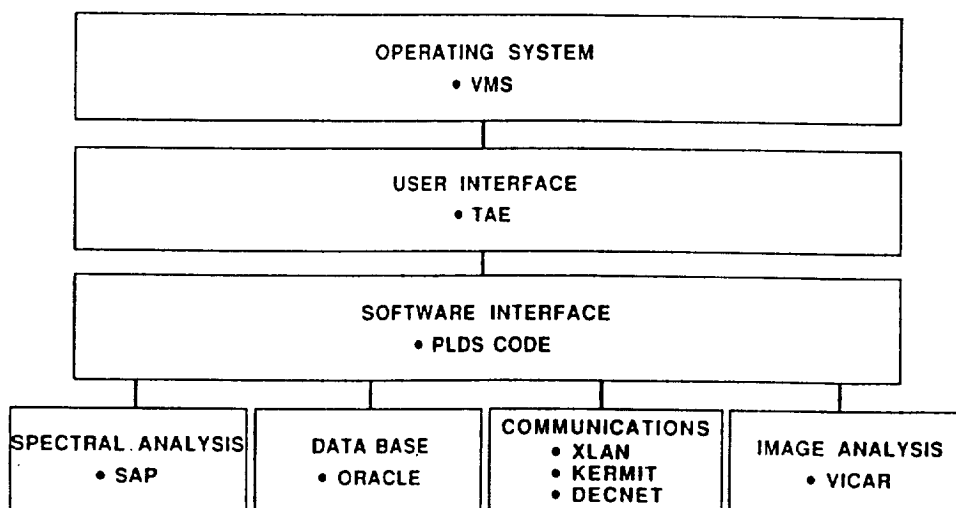 OPERATING SYSTEM
• VMS
USER INTERFACE
• TAE
SOFTWARE INTERFACE
• PLDS CODE
SPECTRAL ANALYSIS
• SAP
DATA BASE
• ORACLE
COMMUNICATIONS
• XLAN
• KERMIT
• DECNET
IMAGE ANALYSIS
• VICAR